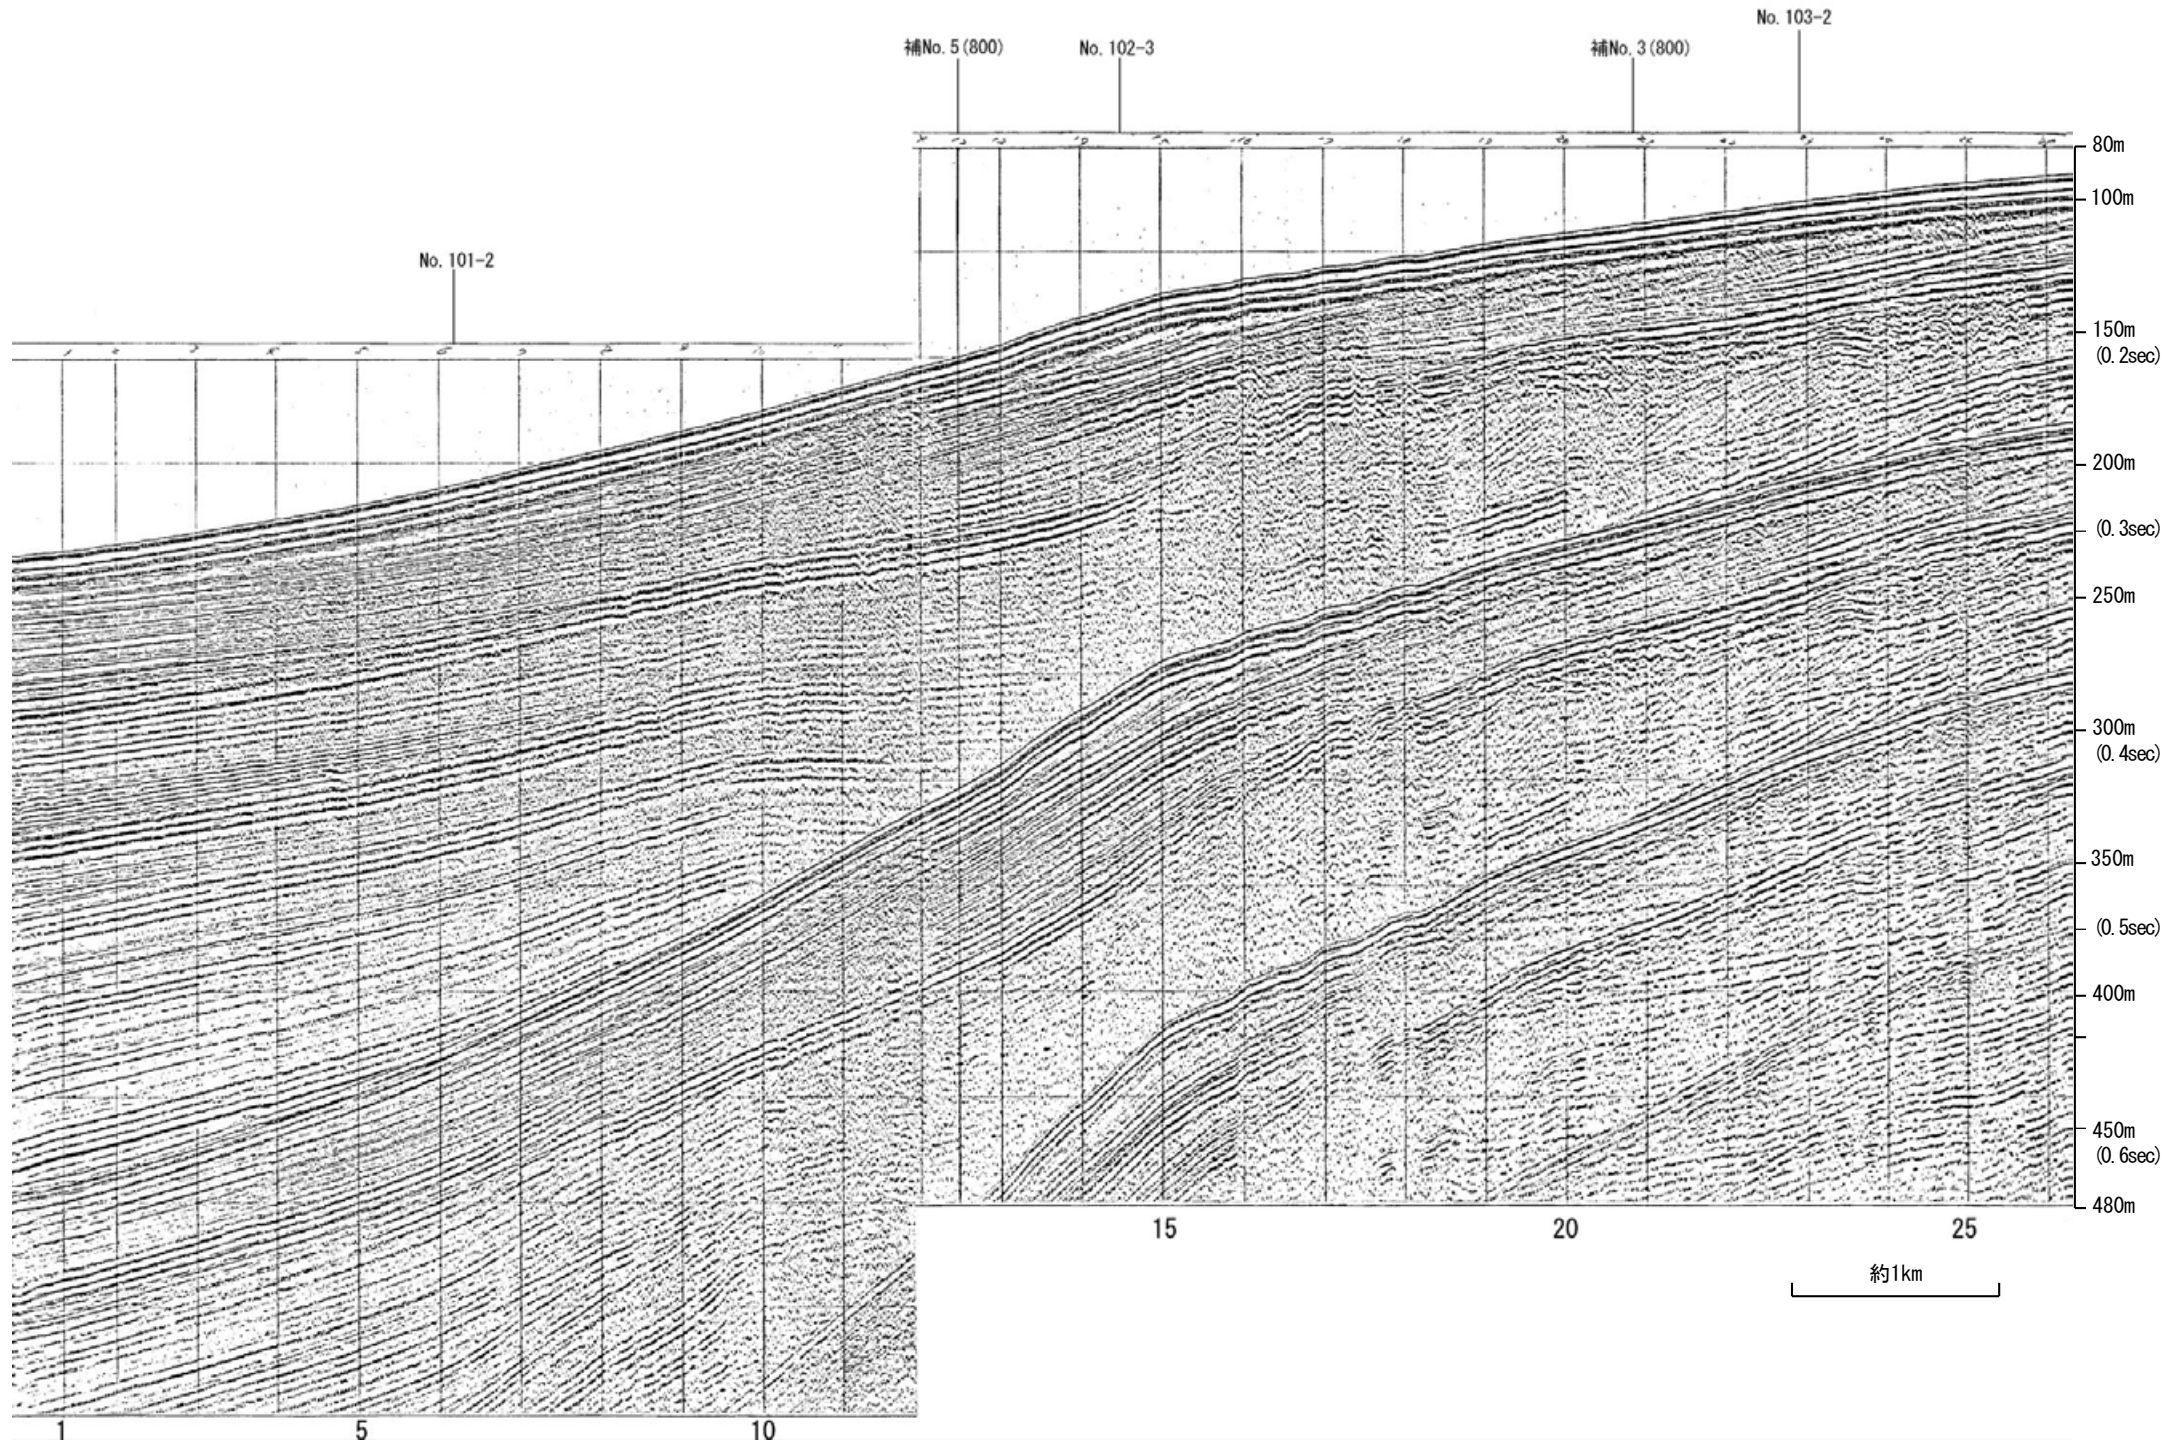 No. 103-2
補No. 5 (800)
No. 102-3
補No. 3 (800)
No. 101-2
80m
100m
150m
(0. 2sec)
200m
(0. 3sec)
250m
300m
(0. 4sec)
350m
(0. 5sec)
400m
450m
(0. 6sec)
480m
15
20
25
約1km
1
5
10